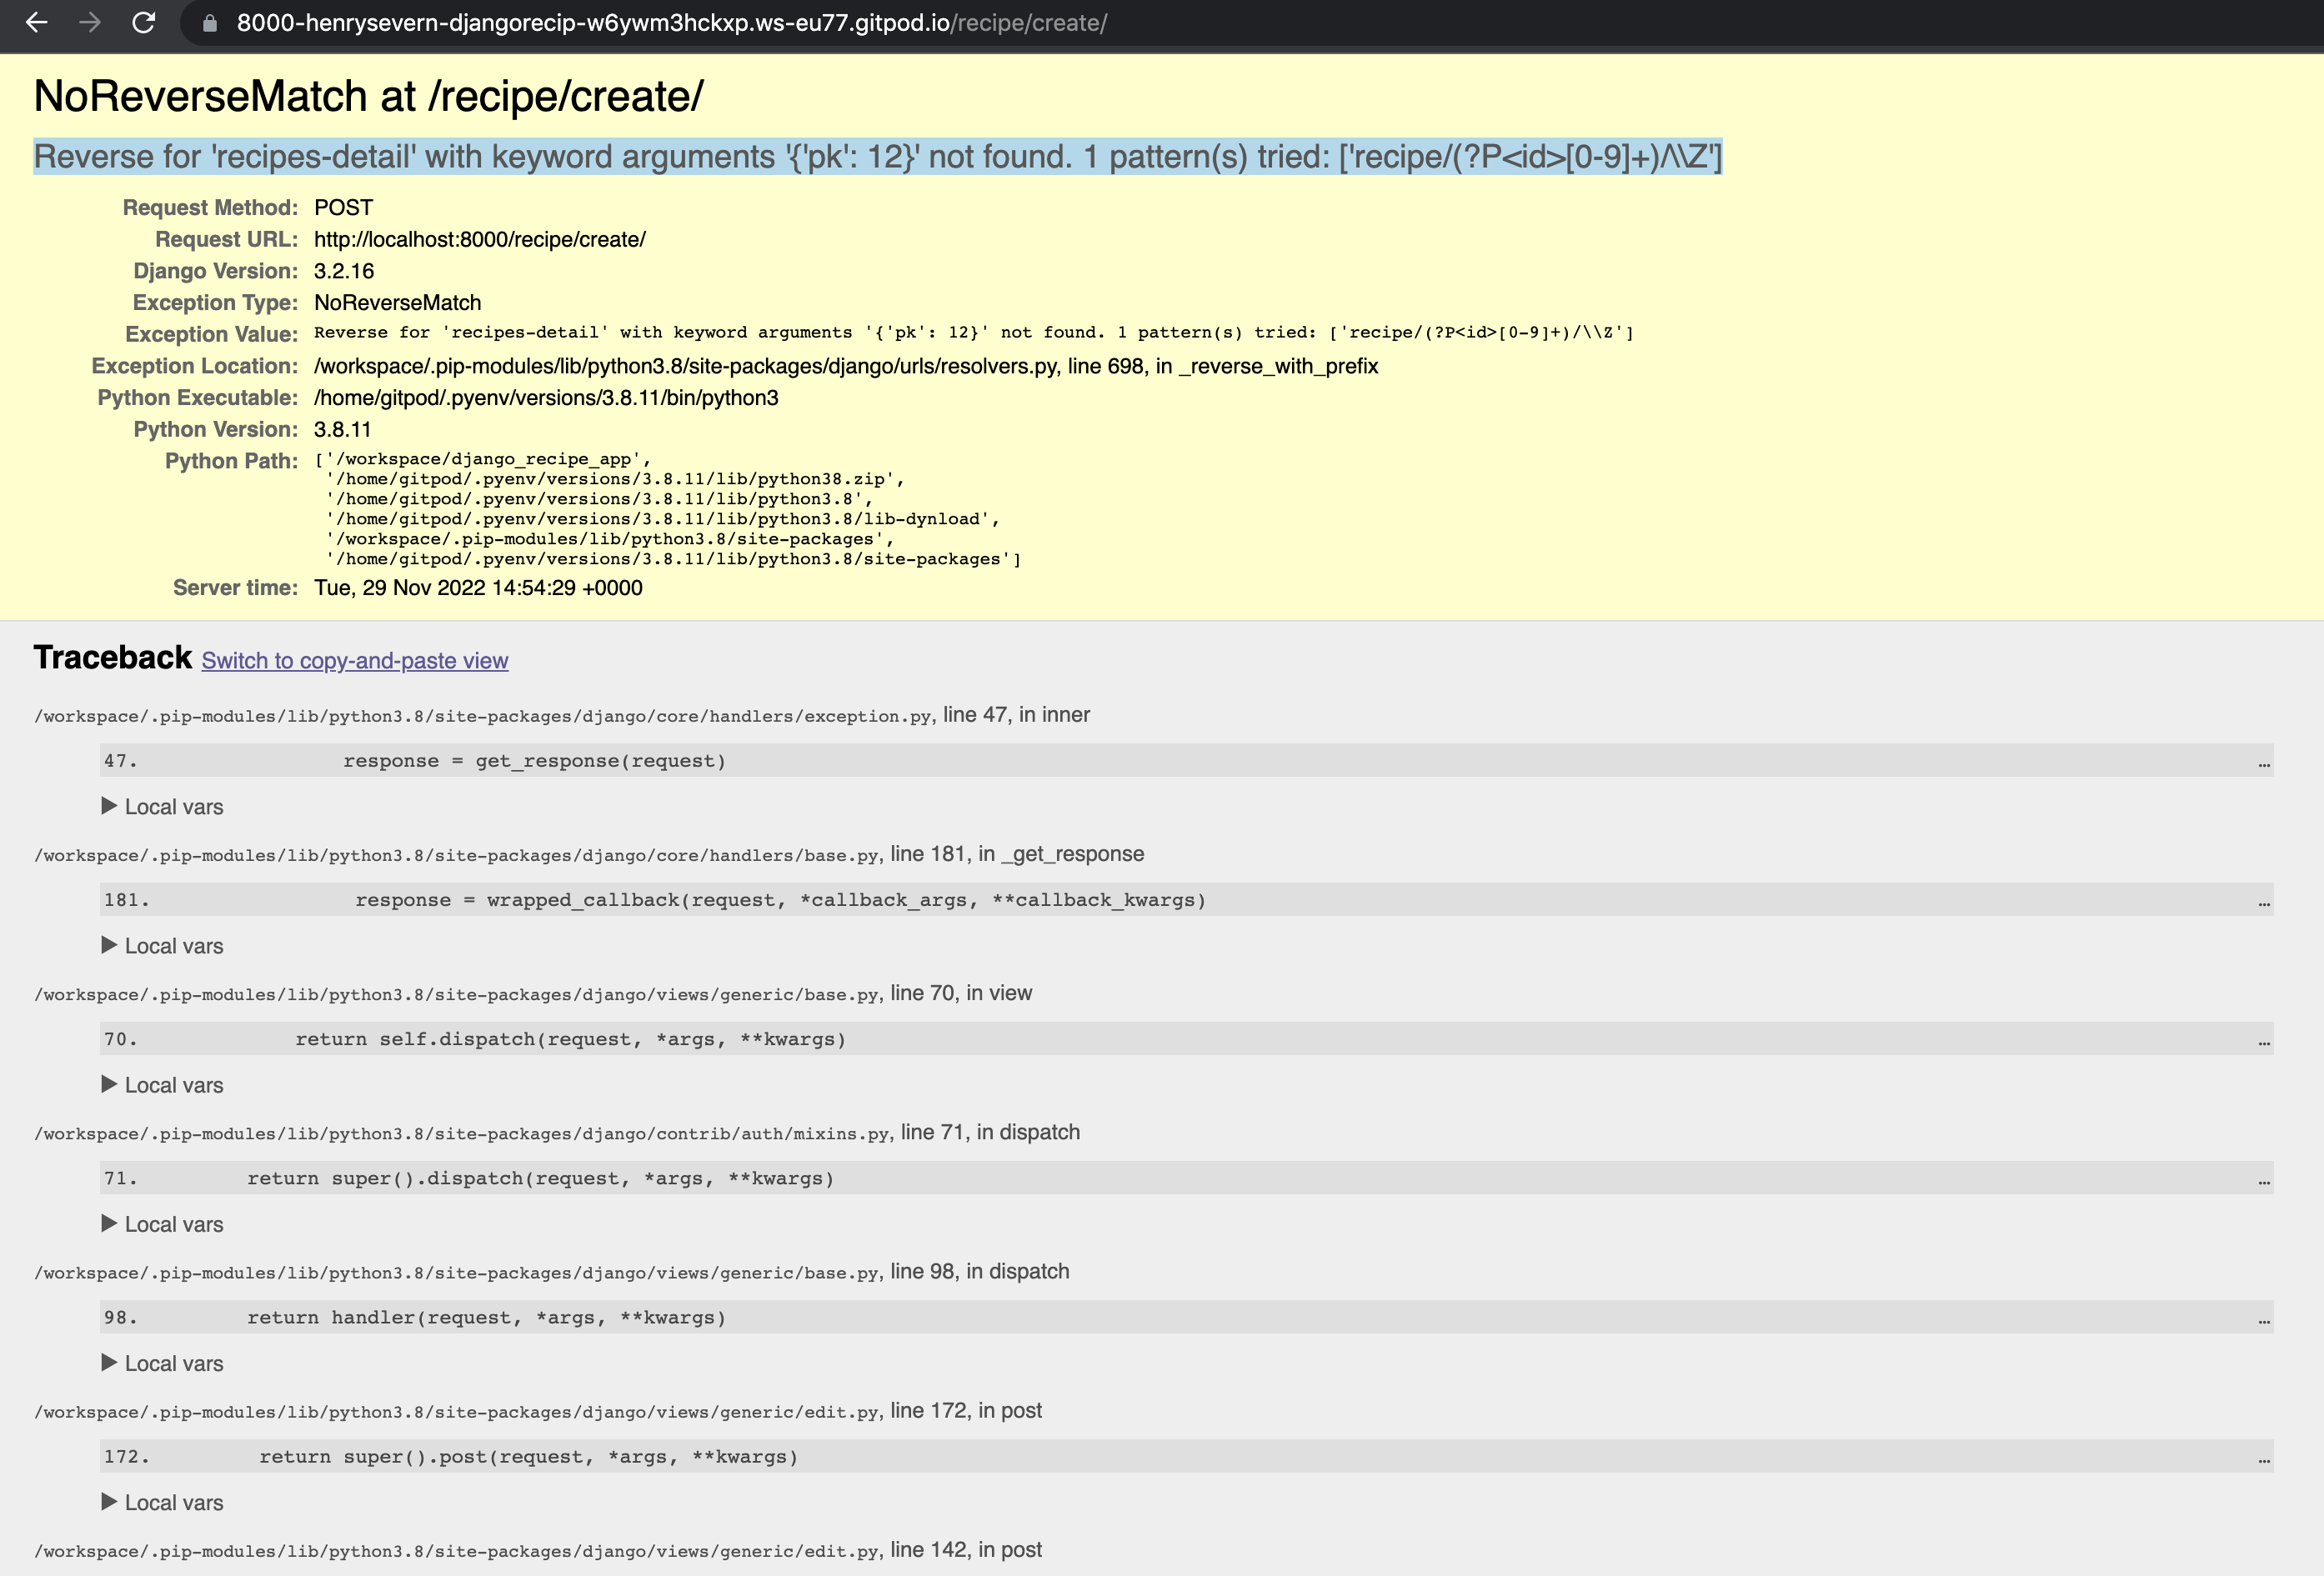 8000-henrysevern-djangorecip-w6ywm3hckxp.ws-eu77.gitpod.io/recipe/create/
NoReverseMatch at /recipe/create/
Reverse for 'recipes-detail' with keyword arguments '{'pk': 12}' not found. 1 pattern(s) tried: ['recipe/(?P<id>[0-9]+)/\\Z']
Request Method: POST
Request URL: http://localhost:8000/recipe/create/
Django Version: 3.2.16
Exception Type: NoReverseMatch
Exception Value: Reverse for 'recipes-detail' with keyword arguments '{'pk': 12}' not found. 1 pattern(s) tried: ['recipe/(?P<id>[0-9]+)/\\Z']
Exception Location: /workspace/.pip-modules/lib/python3.8/site-packages/django/urls/resolvers.py, line 698, in _reverse_with_prefix
Python Executable: /home/gitpod/.pyenv/versions/3.8.11/bin/python3
Python Version: 3.8.11
Python Path: ['/workspace/django_recipe_app',
'/home/gitpod/.pyenv/versions/3.8.11/lib/python38.zip',
'/home/gitpod/.pyenv/versions/3.8.11/lib/python3.8',
'/home/gitpod/.pyenv/versions/3.8.11/lib/python3.8/lib-dynload',
'/workspace/.pip-modules/lib/python3.8/site-packages',
'/home/gitpod/.pyenv/versions/3.8.11/lib/python3.8/site-packages']
Server time: Tue, 29 Nov 2022 14:54:29 +0000
Traceback Switch to copy-and-paste view
/workspace/.pip-modules/lib/python3.8/site-packages/django/core/handlers/exception.py, line 47, in inner
47. response = get_response(request) …
Local vars
/workspace/.pip-modules/lib/python3.8/site-packages/django/core/handlers/base.py, line 181, in _get_response
181. response = wrapped_callback(request, *callback_args, **callback_kwargs) …
Local vars
/workspace/.pip-modules/lib/python3.8/site-packages/django/views/generic/base.py, line 70, in view
70. return self.dispatch(request, *args, **kwargs) …
Local vars
/workspace/.pip-modules/lib/python3.8/site-packages/django/contrib/auth/mixins.py, line 71, in dispatch
71. return super().dispatch(request, *args, **kwargs) …
Local vars
/workspace/.pip-modules/lib/python3.8/site-packages/django/views/generic/base.py, line 98, in dispatch
98. return handler(request, *args, **kwargs) …
Local vars
/workspace/.pip-modules/lib/python3.8/site-packages/django/views/generic/edit.py, line 172, in post
172. return super().post(request, *args, **kwargs) …
Local vars
/workspace/.pip-modules/lib/python3.8/site-packages/django/views/generic/edit.py, line 142, in post